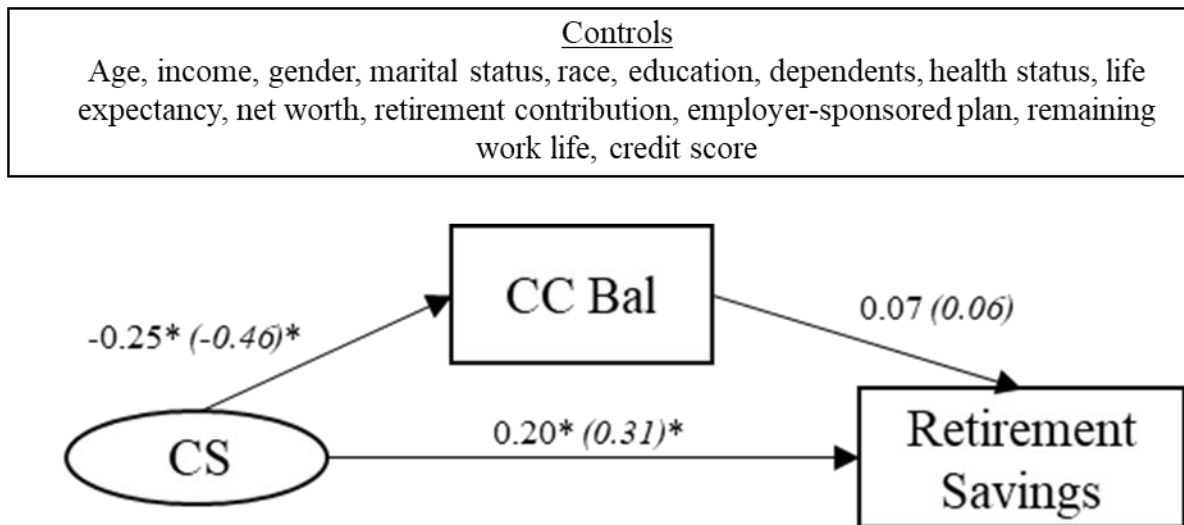 Controls
Age, income, gender, marital status, race, education, dependents, health status, life
expectancy, net worth, retirement contribution, employer-sponsored plan, remaining
work life, credit score
CC Bal
-0.25* (-0.46)*
0.07 (0.06)
CS
0.20* (0.31)*
Retirement
Savings